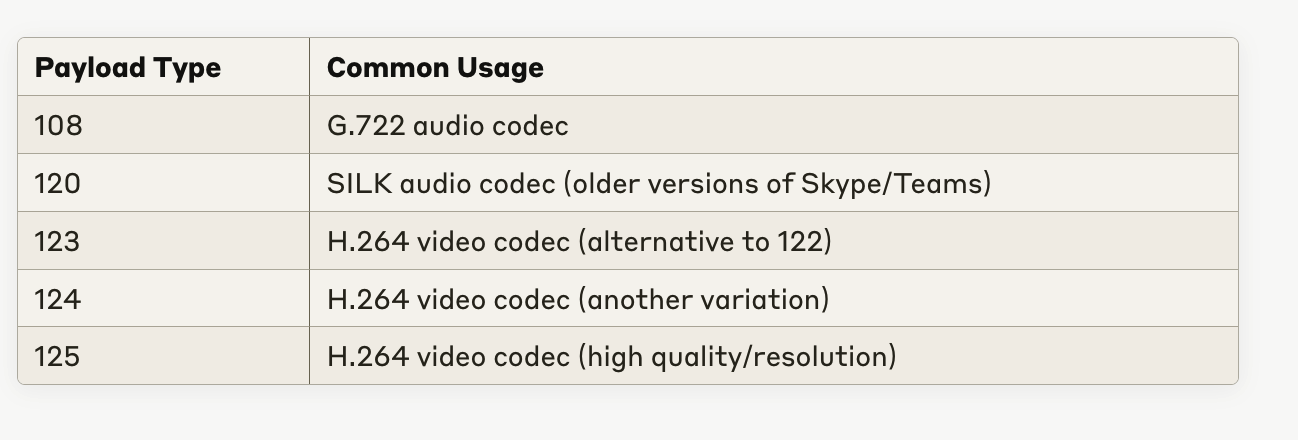 Payload Type Common Usage
108 G.722 audio codec
120 SILK audio codec (older versions of Skype/Teams)
123 H.264 video codec (alternative to 122)
124 H.264 video codec (another variation)
125 H.264 video codec (high quality/resolution)